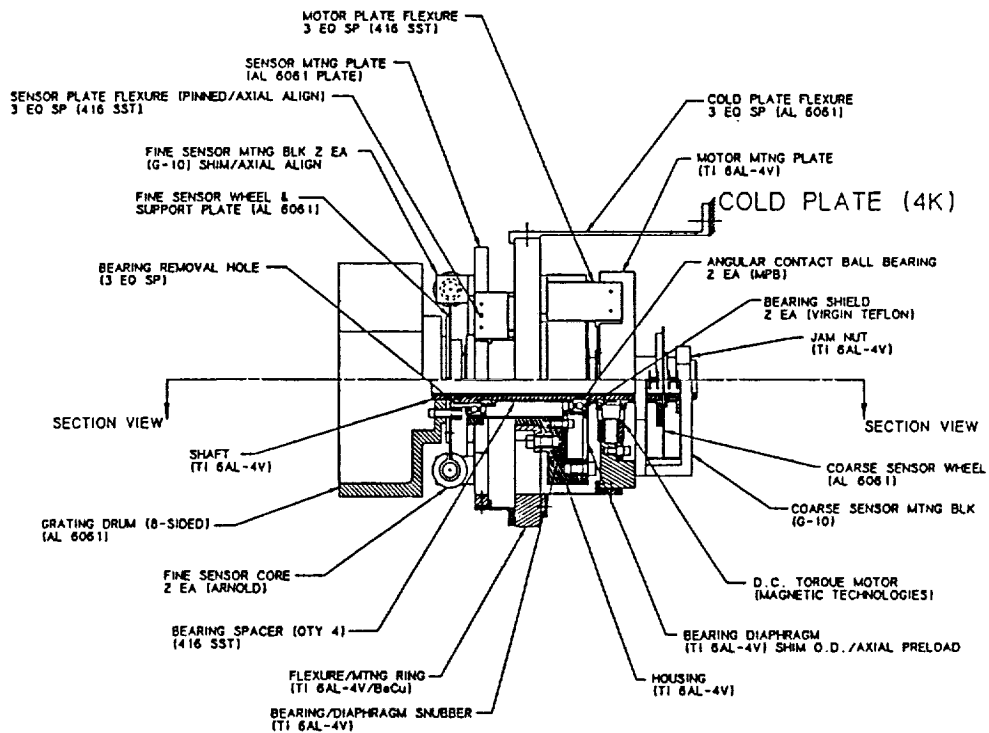 MOTOR PLATE FLEXURE
3 EQ SP (416 SST)
SENSOR MTNG PLATE
(AL 6061 PLATE)
SENSOR PLATE FLEXURE (PINNED/AXIAL ALIGN)
3 EQ SP (416 SST)
FINE SENSOR MTNG BLK 2 EA
(G-10) SHIM/AXIAL ALIGN
FINE SENSOR WHEEL &
SUPPORT PLATE (AL 6061)
BEARING REMOVAL HOLE
(3 EQ SP)
COLD PLATE FLEXURE
3 EQ SP (AL 6061)
MOTOR MTNG PLATE
(TI 6AL-4V)
COLD PLATE (4K)
ANGULAR CONTACT BALL BEARING
2 EA (MPB)
BEARING SHIELD
2 EA (VIRGIN TEFLON)
JAM NUT
(TI 6AL-4V)
SECTION VIEW
SECTION VIEW
SHAFT
(TI 6AL-4V)
GRATING DRUM (8-SIDED)
(AL 6061)
FINE SENSOR CORE
2 EA (ARNOLD)
BEARING SPACER (QTY 4)
(416 SST)
FLEXURE/MTNG RING
(TI 6AL-4V/BeCu)
BEARING/DIAPHRAGM SNUBBER
(TI 6AL-4V)
COARSE SENSOR WHEEL
(AL 6061)
COARSE SENSOR MTNG BLK
(G-10)
D.C. TORQUE MOTOR
(MAGNETIC TECHNOLOGIES)
BEARING DIAPHRAGM
(TI 6AL-4V) SHIM O.D./AXIAL PRELOAD
HOUSING
(TI 6AL-4V)